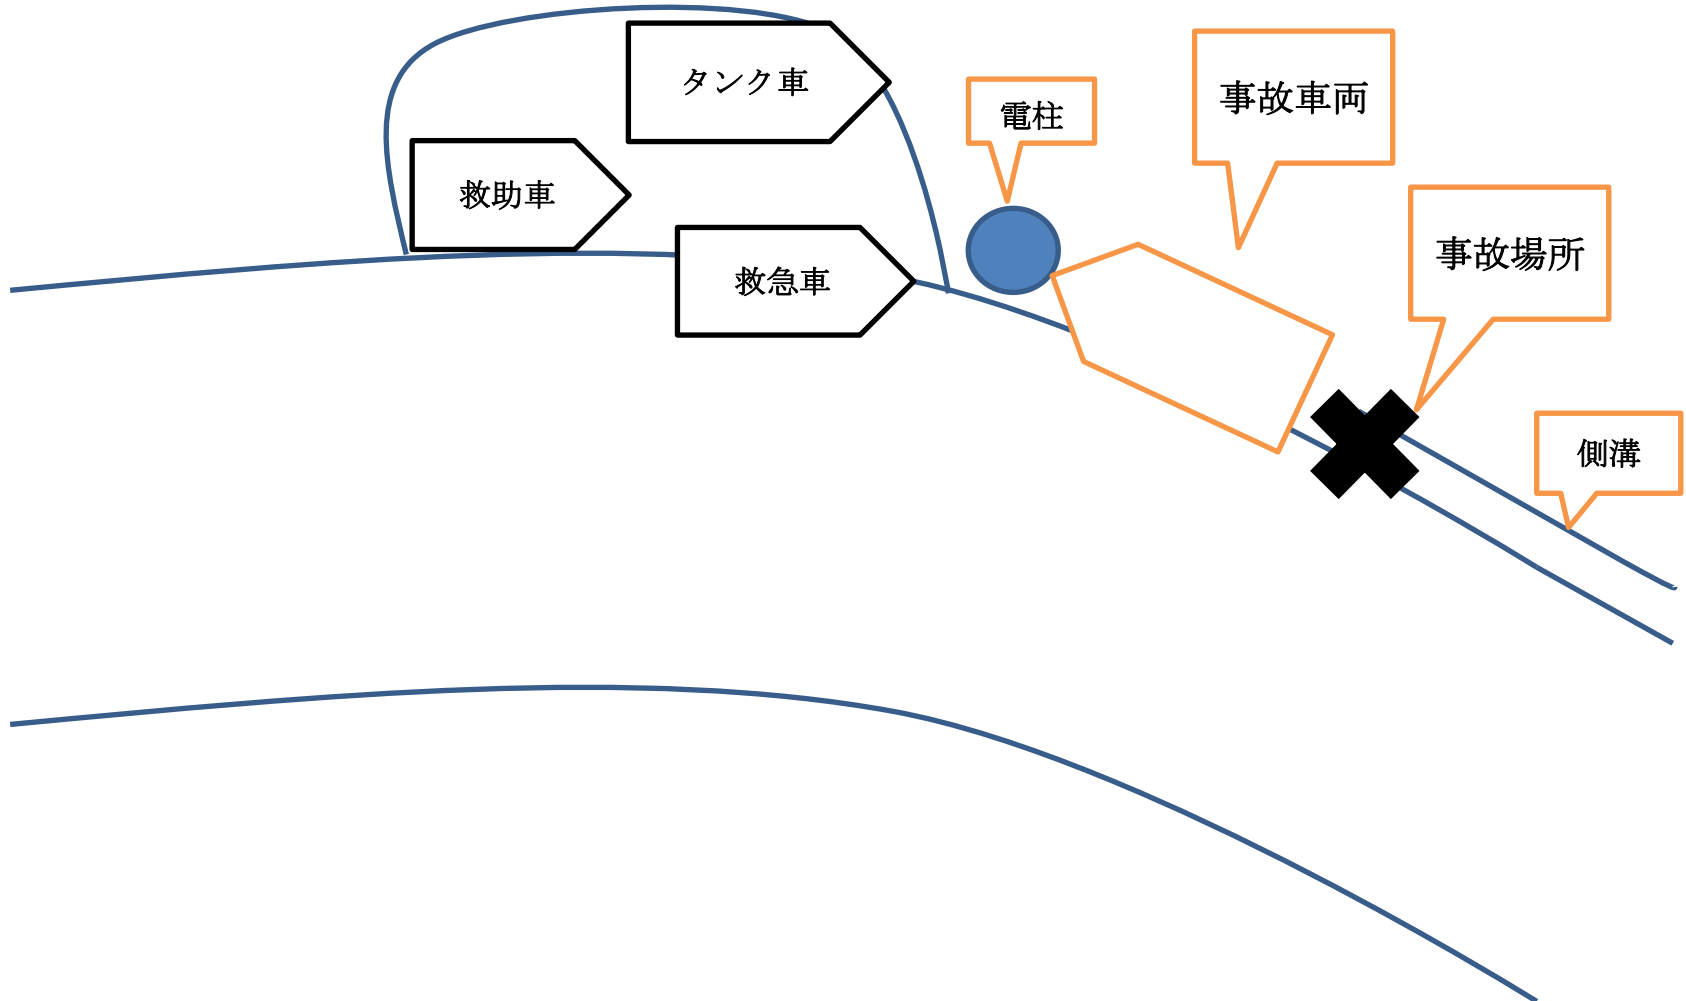 タンク車
電柱
事故車両
救助車
事故場所
救急車
側溝